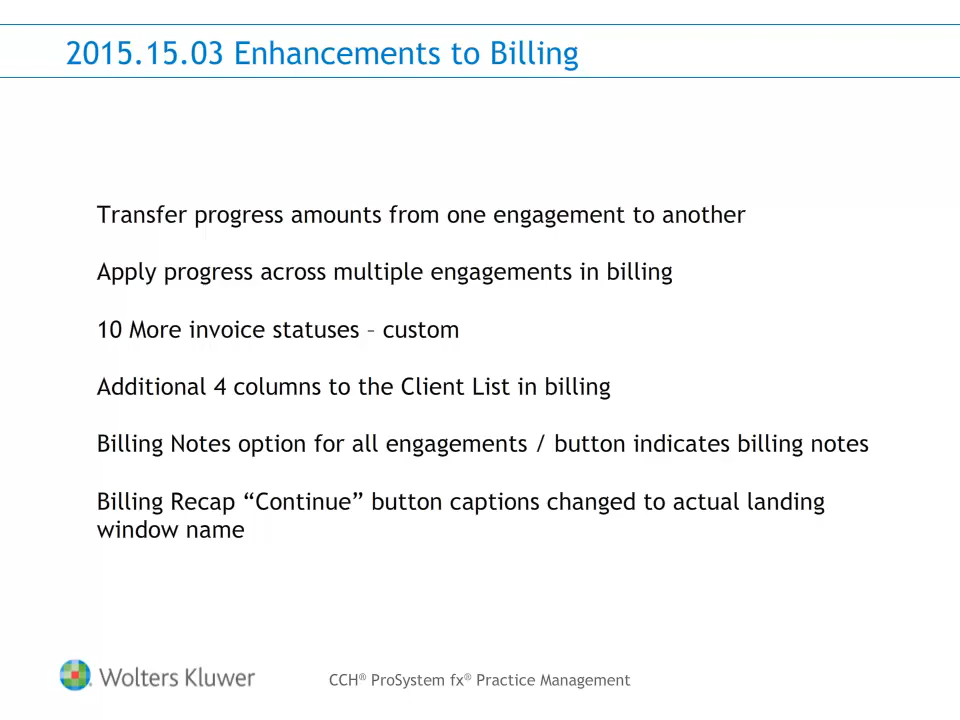 2015.15.03 Enhancements to Billing
Transfer progress amounts from one engagement to another
Apply progress across multiple engagements in billing
10 More invoice statuses – custom
Additional 4 columns to the Client List in billing
Billing Notes option for all engagements / button indicates billing notes
Billing Recap “Continue” button captions changed to actual landing
window name
Wolters Kluwer
CCH® ProSystem fx® Practice Management